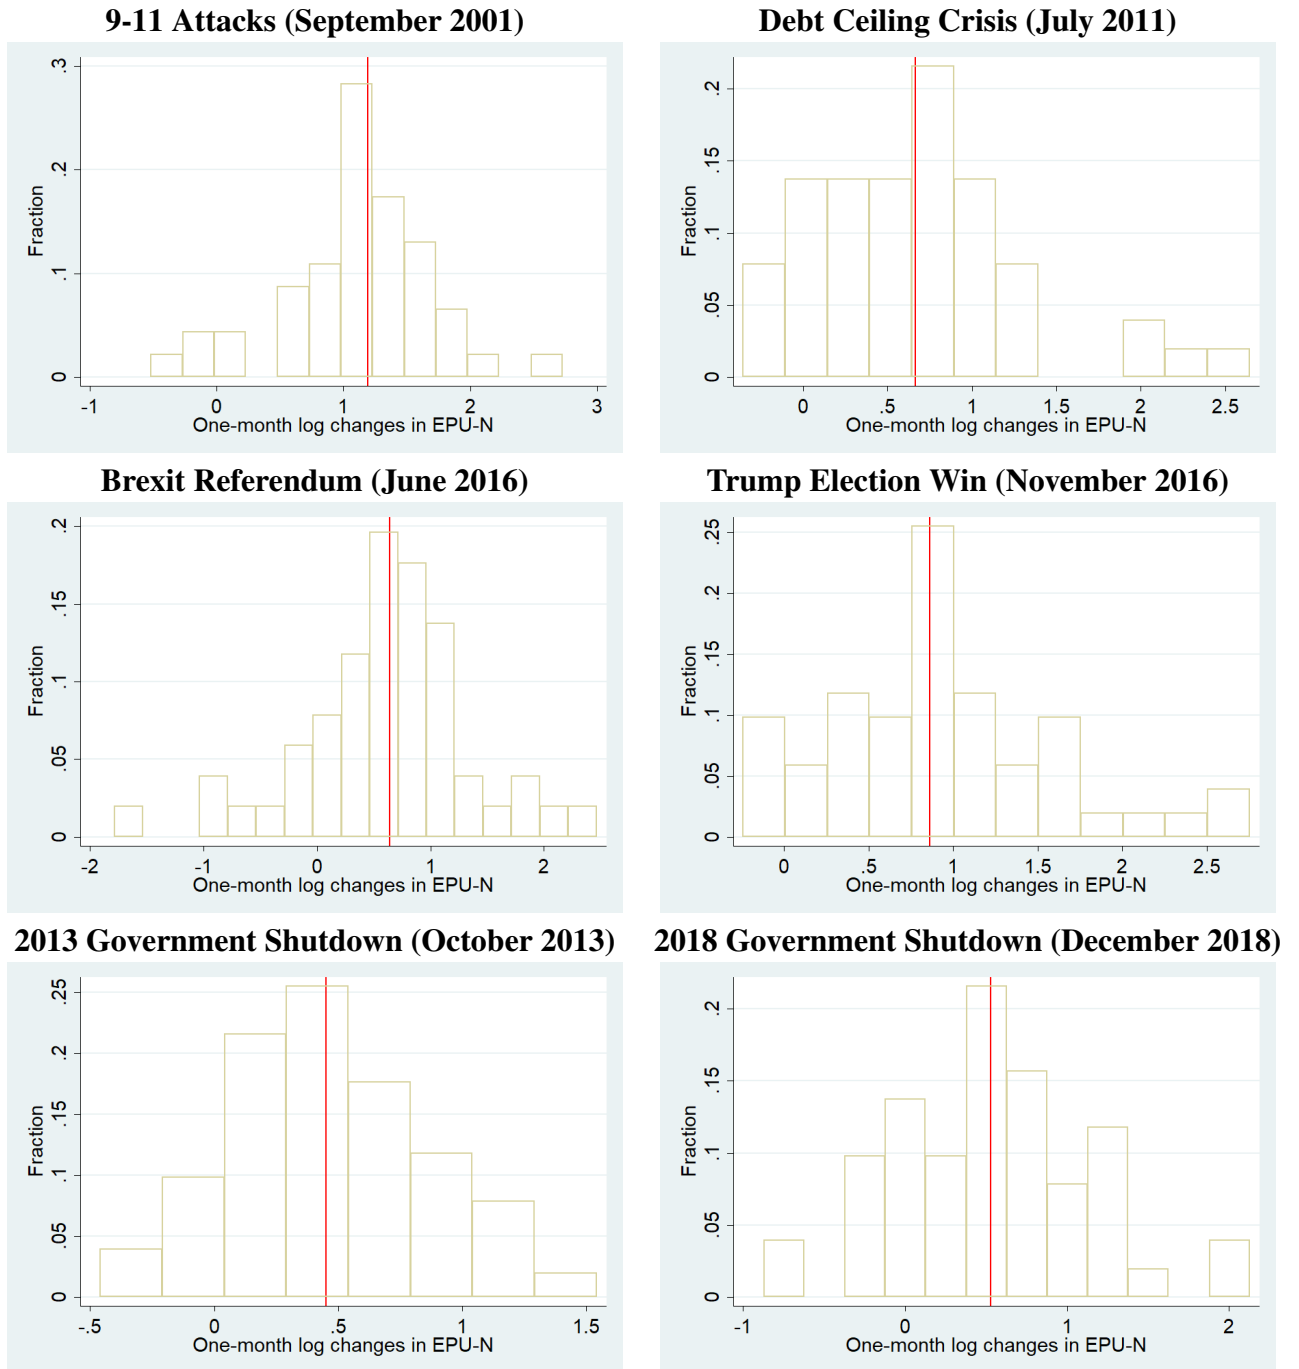 9-11 Attacks (September 2001)
Fraction
.3
.2
.1
0
-1 0 1 2 3
One-month log changes in EPU-N
Debt Ceiling Crisis (July 2011)
Fraction
.2
.15
.1
.05
0
0 .5 1 1.5 2 2.5
One-month log changes in EPU-N
Brexit Referendum (June 2016)
Fraction
.2
.15
.1
.05
0
-2 -1 0 1 2
One-month log changes in EPU-N
Trump Election Win (November 2016)
Fraction
.25
.2
.15
.1
.05
0
0 .5 1 1.5 2 2.5
One-month log changes in EPU-N
2013 Government Shutdown (October 2013)
Fraction
.25
.2
.15
.1
.05
0
-.5 0 .5 1 1.5
One-month log changes in EPU-N
2018 Government Shutdown (December 2018)
Fraction
.2
.15
.1
.05
0
-1 0 1 2
One-month log changes in EPU-N